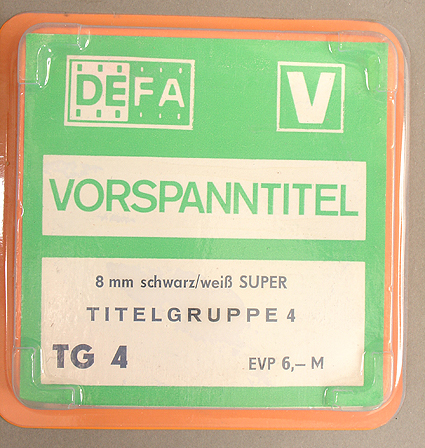 DEFA V
VORSPANNTITEL
8 mm schwarz/weiß SUPER
TITELGRUPPE 4
TG 4 EVP 6,– M